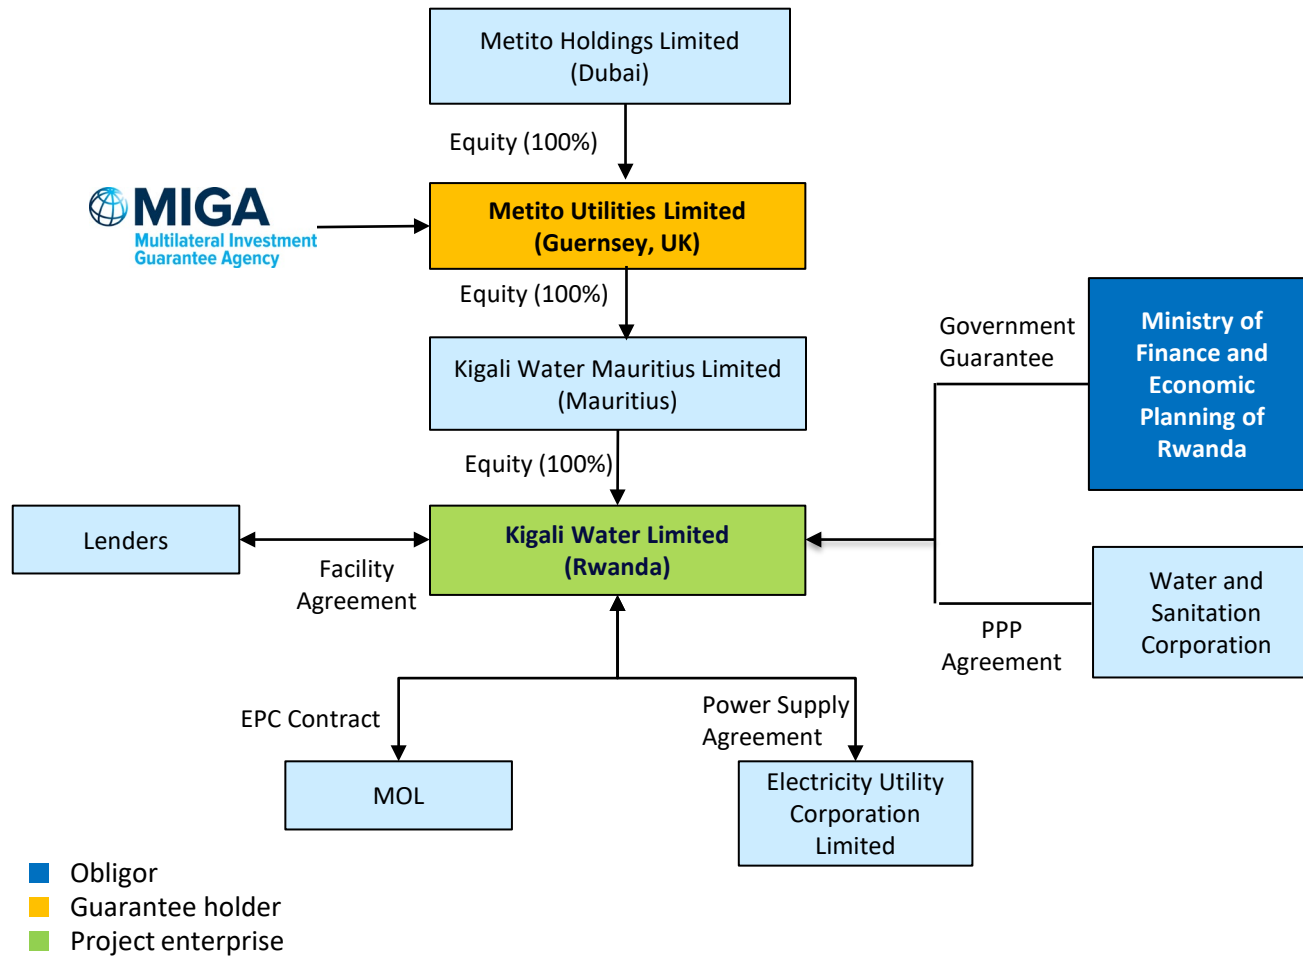 Metito Holdings Limited
(Dubai)
Equity (100%)
MIGA
Multilateral Investment
Guarantee Agency
Metito Utilities Limited
(Guernsey, UK)
Equity (100%)
Kigali Water Mauritius Limited
(Mauritius)
Government
Guarantee
Ministry of
Finance and
Economic
Planning of
Rwanda
Equity (100%)
Lenders
Facility
Agreement
Kigali Water Limited
(Rwanda)
PPP
Agreement
Water and
Sanitation
Corporation
EPC Contract
Power Supply
Agreement
MOL
Electricity Utility
Corporation
Limited
Obligor
Guarantee holder
Project enterprise